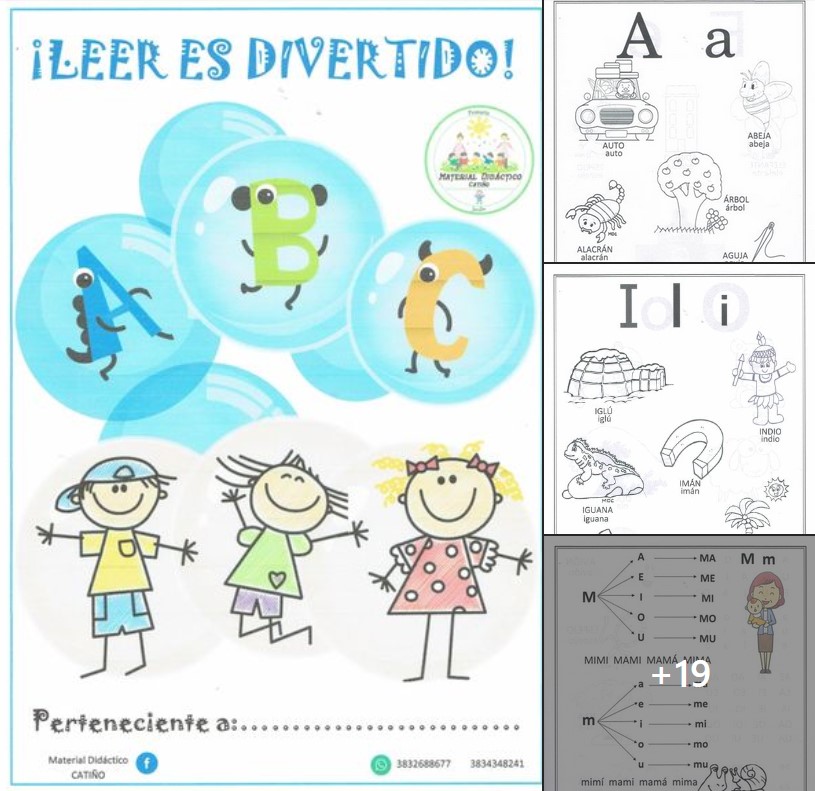 ¡LEER ES DIVERTIDO!
Primaria
MATERIAL DIDÁCTICO
CATIÑO
A
B
C
Perteneciente a:
Material Didáctico
CATIÑO
3832688677 3834348241
A a
AUTO
auto
ABEJA
abeja
ÁRBOL
árbol
ALACRÁN
alacrán
AGUJA
I i
IGLÚ
iglú
INDIO
indio
IMÁN
imán
IGUANA
iguana
M m
M
A MA
E ME
I MI
O MO
U MU
MIMI MAMI MAMÁ MIMA
+19
m
a
e me
i mi
o mo
u mu
mimí mamí mamá mima